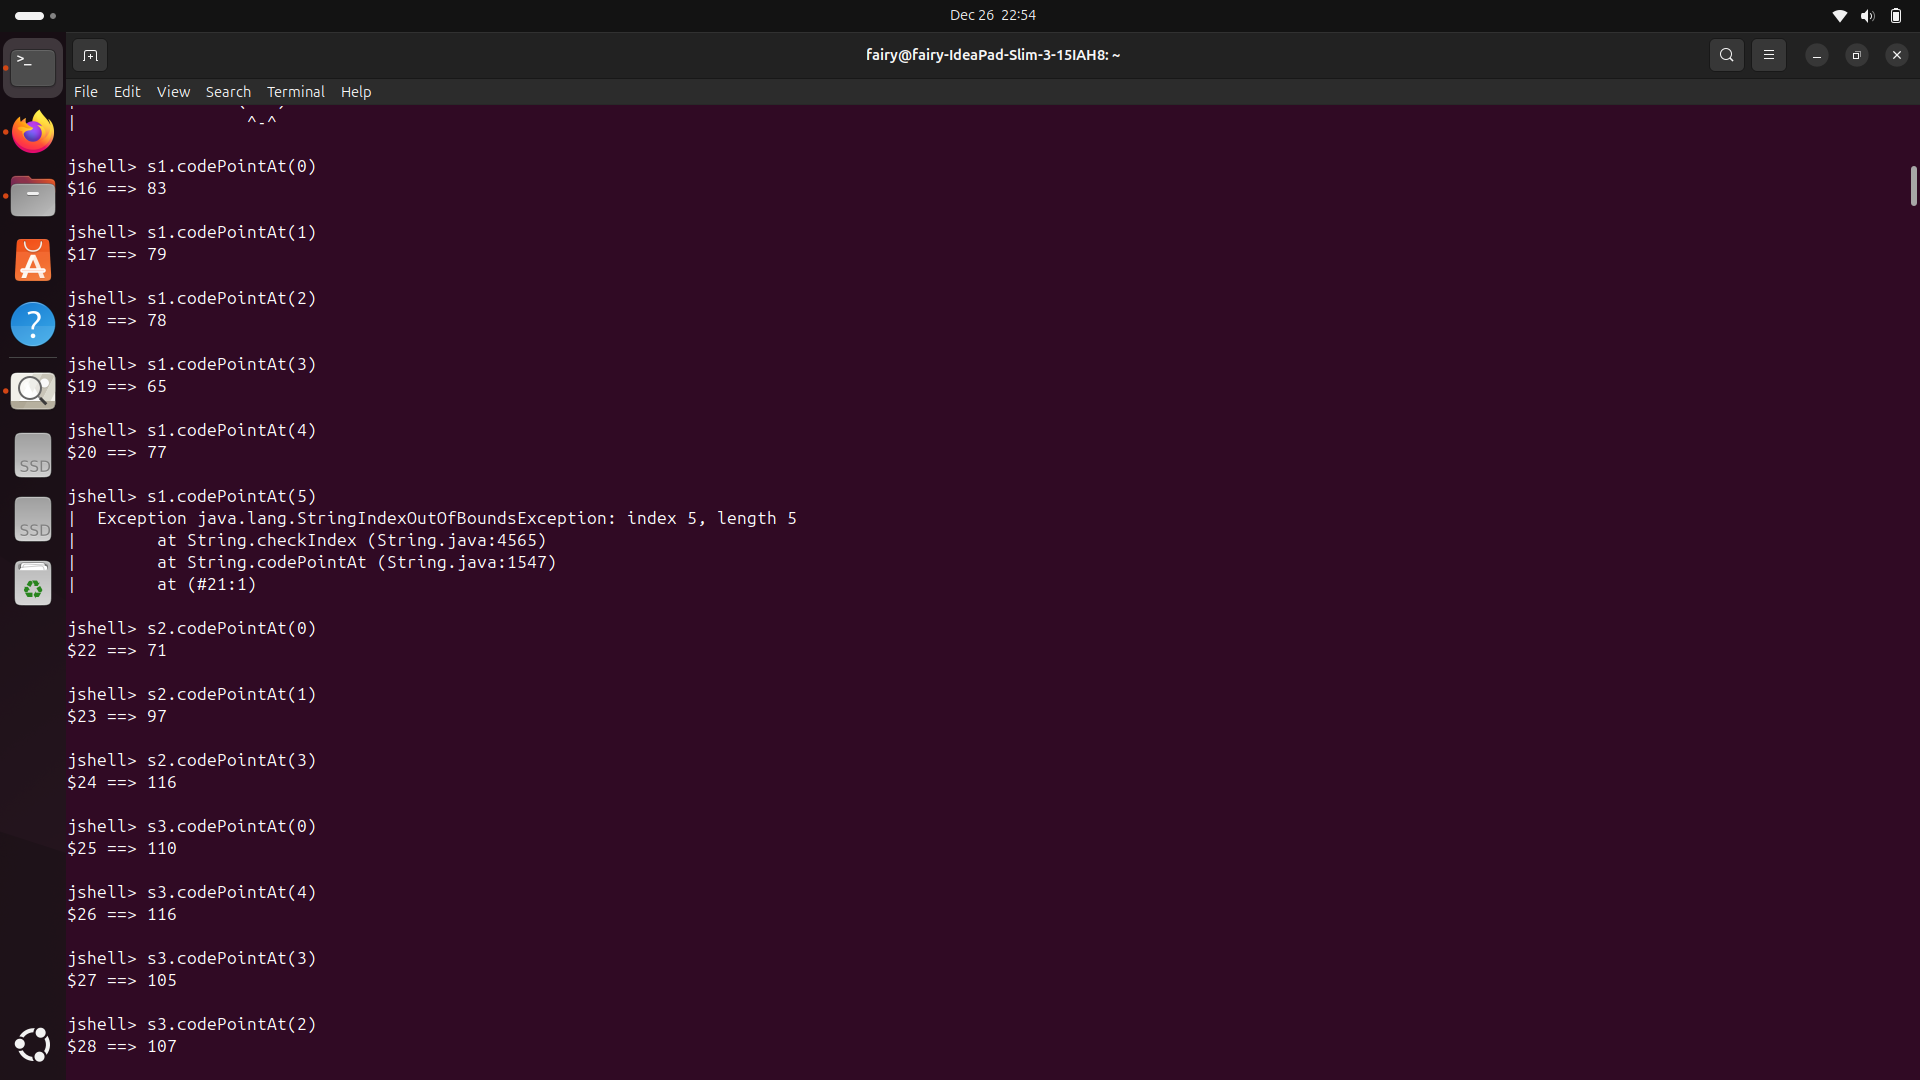 Dec 26 22:54
fairy@fairy-IdeaPad-Slim-3-15IAH8: ~
File Edit View Search Terminal Help
| ^-^
jshell> s1.codePointAt(0)
$16 ==> 83
jshell> s1.codePointAt(1)
$17 ==> 79
jshell> s1.codePointAt(2)
$18 ==> 78
jshell> s1.codePointAt(3)
$19 ==> 65
jshell> s1.codePointAt(4)
$20 ==> 77
jshell> s1.codePointAt(5)
| Exception java.lang.StringIndexOutOfBoundsException: index 5, length 5
| at String.checkIndex (String.java:4565)
| at String.codePointAt (String.java:1547)
| at (#21:1)
jshell> s2.codePointAt(0)
$22 ==> 71
jshell> s2.codePointAt(1)
$23 ==> 97
jshell> s2.codePointAt(3)
$24 ==> 116
jshell> s3.codePointAt(0)
$25 ==> 110
jshell> s3.codePointAt(4)
$26 ==> 116
jshell> s3.codePointAt(3)
$27 ==> 105
jshell> s3.codePointAt(2)
$28 ==> 107
>_
A
?
SSD
SSD